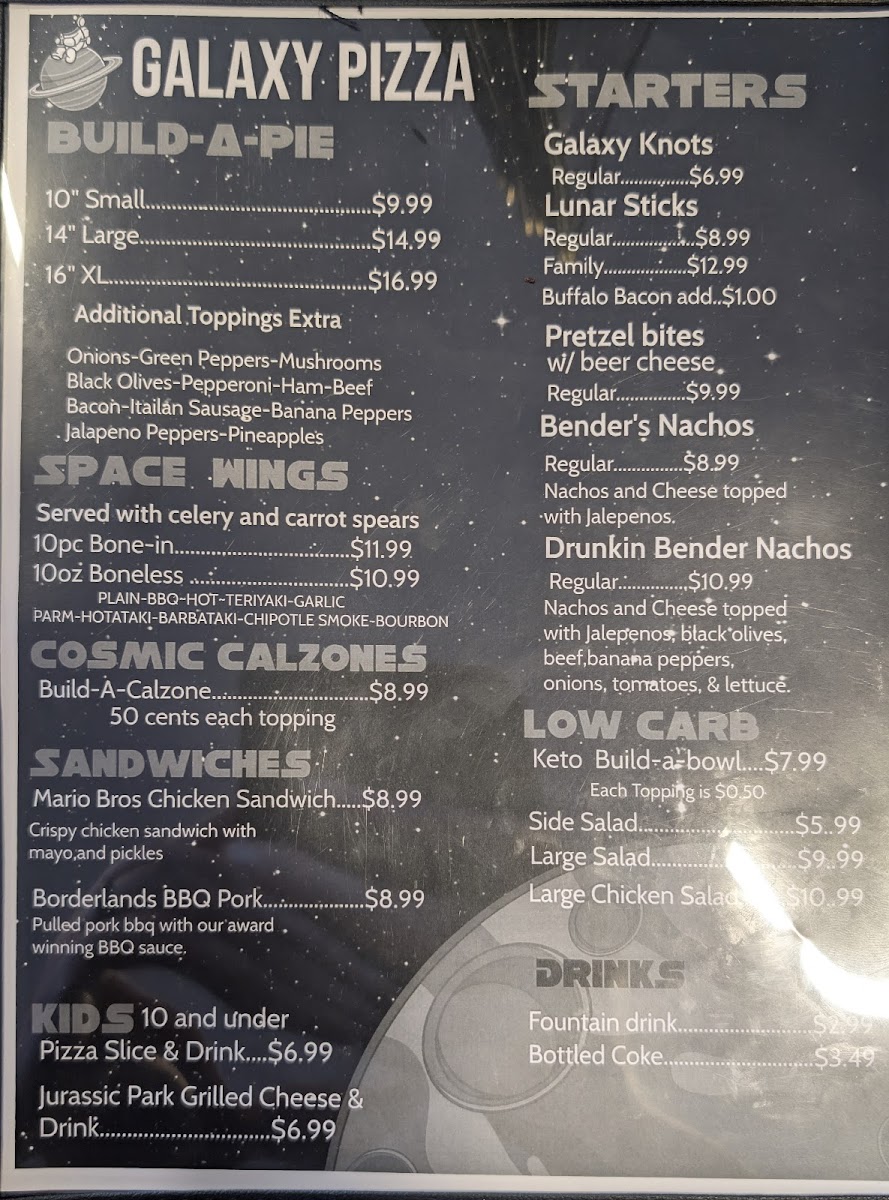 GALAXY PIZZA
BUILD-A-PIE
10" Small..........................................$9.99
14" Large..........................................$14.99
16" XL................................................$16.99
Additional Toppings Extra
Onions-Green Peppers-Mushrooms
Black Olives-Pepperoni-Ham-Beef
Bacon-Itailan Sausage-Banana Peppers
Jalapeno Peppers-Pineapples
SPACE WINGS
Served with celery and carrot spears
10pc Bone-in................................$11.99
10oz Boneless .............................$10.99
PLAIN-BBQ-HOT-TERIYAKI-GARLIC
PARM-HOTATAKI-BARBATAKI-CHIPOTLE SMOKE-BOURBON
COSMIC CALZONES
Build-A-Calzone.............................$8.99
50 cents each topping
SANDWICHES
Mario Bros Chicken Sandwich.....$8.99
Crispy chicken sandwich with
mayo,and pickles
Borderlands BBQ Pork...................$8.99
Pulled pork bbq with our award
winning BBQ sauce.
KIDS 10 and under
Pizza Slice & Drink....$6.99
Jurassic Park Grilled Cheese &
Drink................................$6.99
STARTERS
Galaxy Knots
Regular..............$6.99
Lunar Sticks
Regular.................$8.99
Family.................$12.99
Buffalo Bacon add..$1.00
Pretzel bites
w/ beer cheese.
Regular..............$9.99
Bender's Nachos
Regular...............$8.99
Nachos and Cheese topped
with Jalepenos.
Drunkin Bender Nachos
Regular..............$10.99
Nachos and Cheese topped
with Jalepenos, black olives,
beef,banana peppers,
onions, tomatoes, & lettuce.
LOW CARB
Keto Build-a-bowl....$7.99
Each Topping is $0.50
Side Salad............................$5.99
Large Salad..........................$9.99
Large Chicken Salad.........$10.99
DRINKS
Fountain drink.......................$2.99
Bottled Coke..........................$3.49